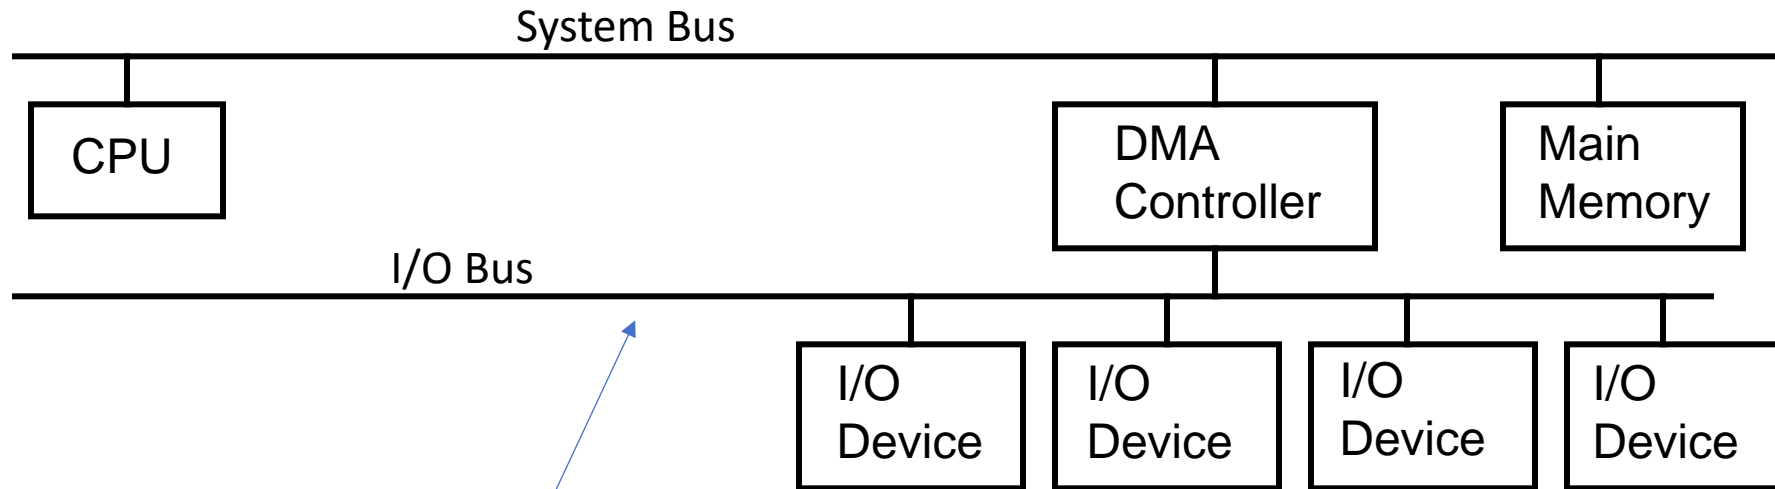 System Bus
CPU
DMA
Controller
Main
Memory
I/O Bus
I/O
Device
I/O
Device
I/O
Device
I/O
Device